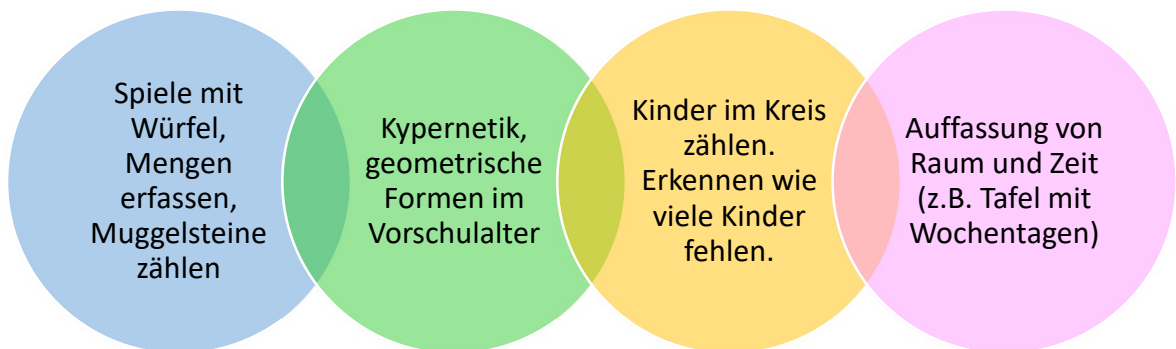 Spiele mit
Würfel,
Mengen
erfassen,
Muggelsteine
zählen
Kypernetik,
geometrische
Formen im
Vorschulalter
Kinder im Kreis
zählen.
Erkennen wie
viele Kinder
fehlen.
Auffassung von
Raum und Zeit
(z.B. Tafel mit
Wochentagen)